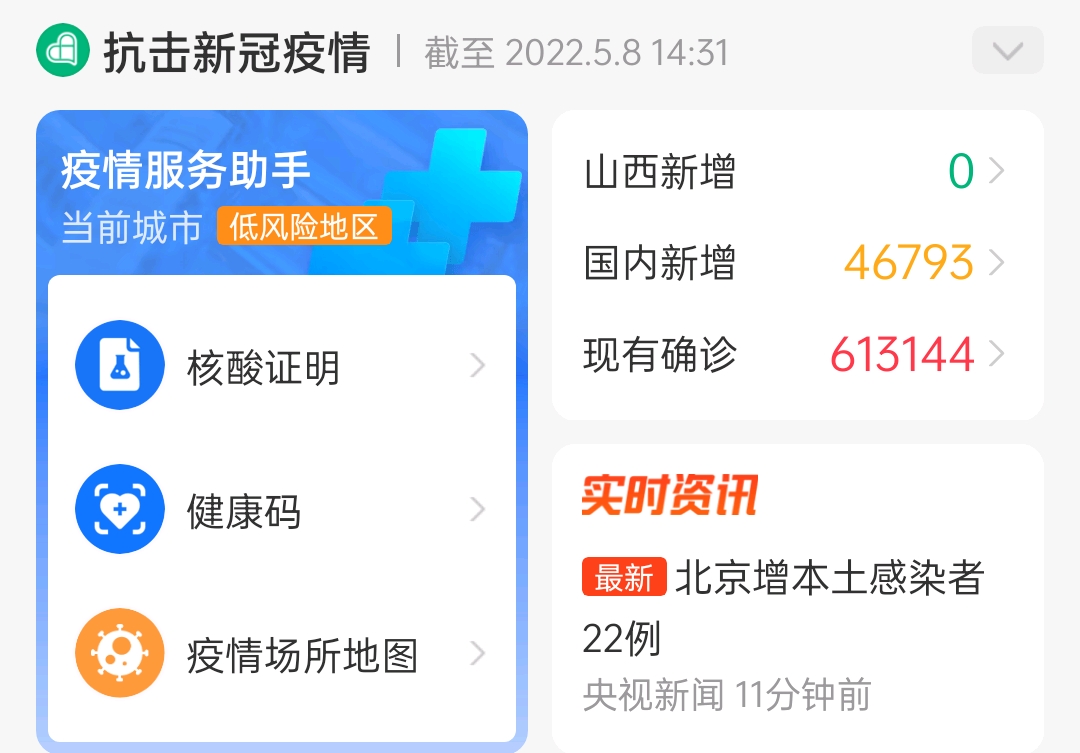 抗击新冠疫情 | 截至 2022.5.8 14:31
疫情服务助手
当前城市 低风险地区
核酸证明
健康码
疫情场所地图
山西新增 0
国内新增 46793
现有确诊 613144
实时资讯
最新 北京增本土感染者
22例
央视新闻 11分钟前